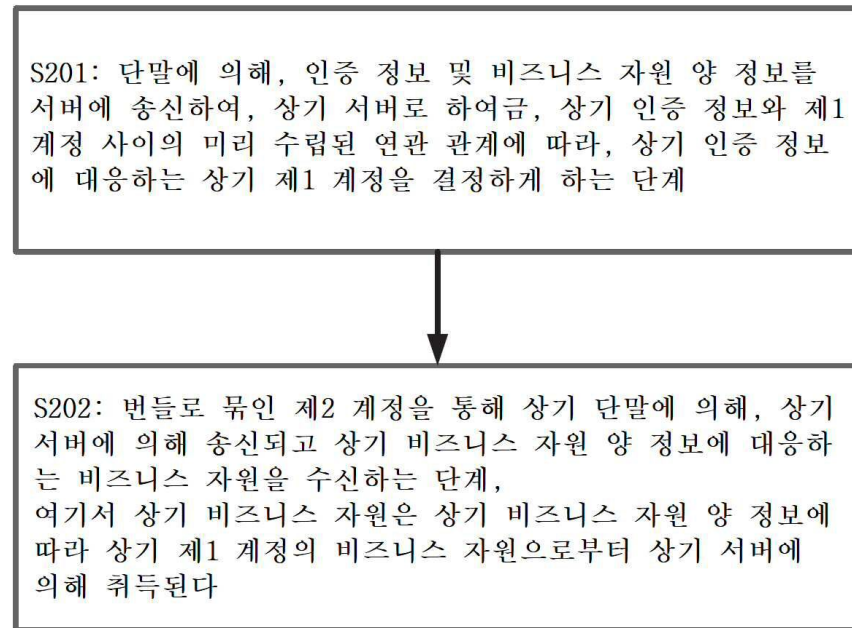 S201: 단말에 의해, 인증 정보 및 비즈니스 자원 양 정보를
서버에 송신하여, 상기 서버로 하여금, 상기 인증 정보와 제1
계정 사이의 미리 수립된 연관 관계에 따라, 상기 인증 정보
에 대응하는 상기 제1 계정을 결정하게 하는 단계
S202: 번들로 묶인 제2 계정을 통해 상기 단말에 의해, 상기
서버에 의해 송신되고 상기 비즈니스 자원 양 정보에 대응하
는 비즈니스 자원을 수신하는 단계,
여기서 상기 비즈니스 자원은 상기 비즈니스 자원 양 정보에
따라 상기 제1 계정의 비즈니스 자원으로부터 상기 서버에
의해 취득된다